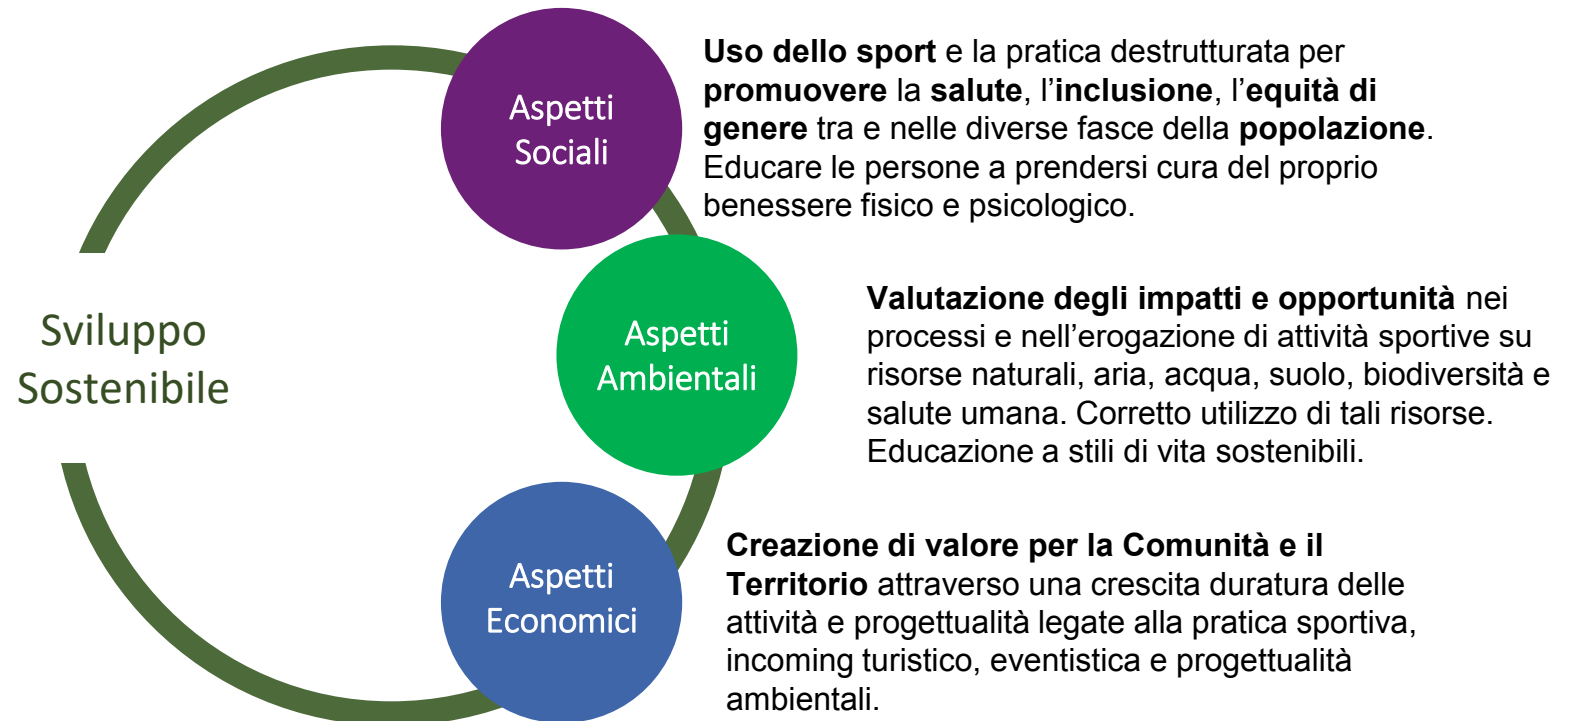 Sviluppo
Sostenibile
Aspetti
Sociali
Uso dello sport e la pratica destrutturata per
promuovere la salute, l’inclusione, l’equità di
genere tra e nelle diverse fasce della popolazione.
Educare le persone a prendersi cura del proprio
benessere fisico e psicologico.
Aspetti
Ambientali
Valutazione degli impatti e opportunità nei
processi e nell’erogazione di attività sportive su
risorse naturali, aria, acqua, suolo, biodiversità e
salute umana. Corretto utilizzo di tali risorse.
Educazione a stili di vita sostenibili.
Aspetti
Economici
Creazione di valore per la Comunità e il
Territorio attraverso una crescita duratura delle
attività e progettualità legate alla pratica sportiva,
incoming turistico, eventistica e progettualità
ambientali.